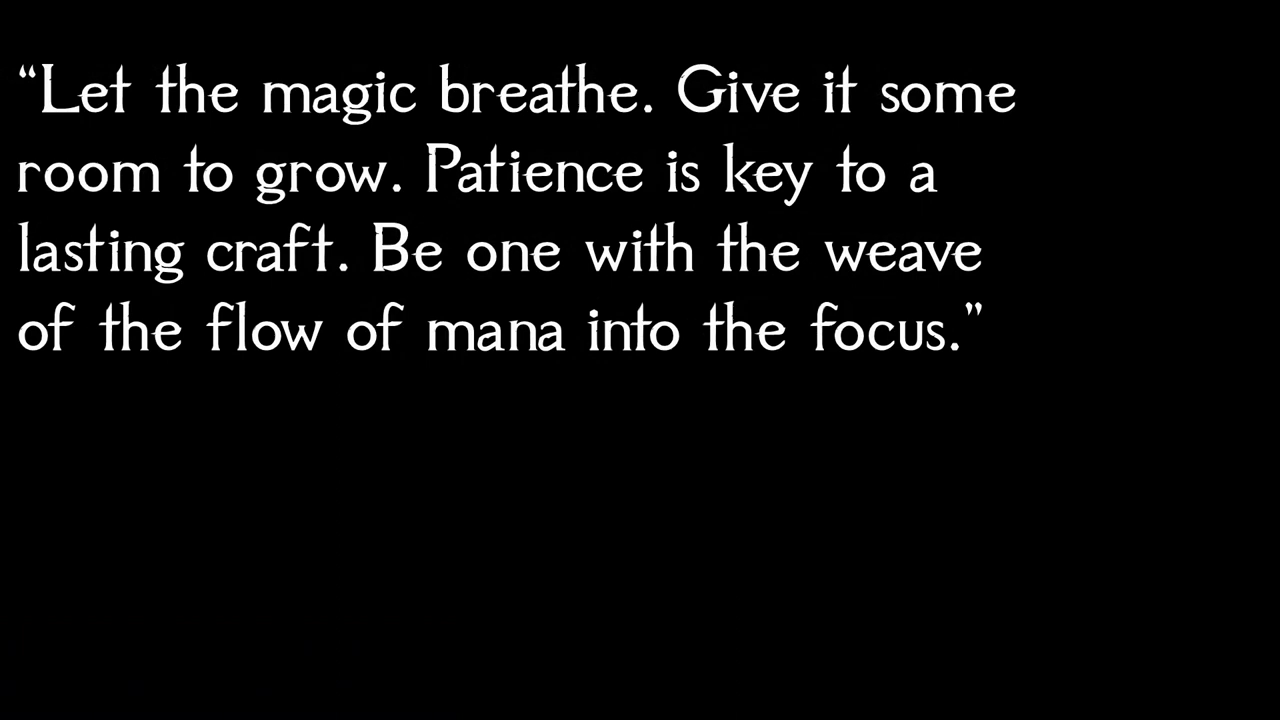 “Let the magic breathe. Give it some
room to grow. Patience is key to a
lasting craft. Be one with the weave
of the flow of mana into the focus.”